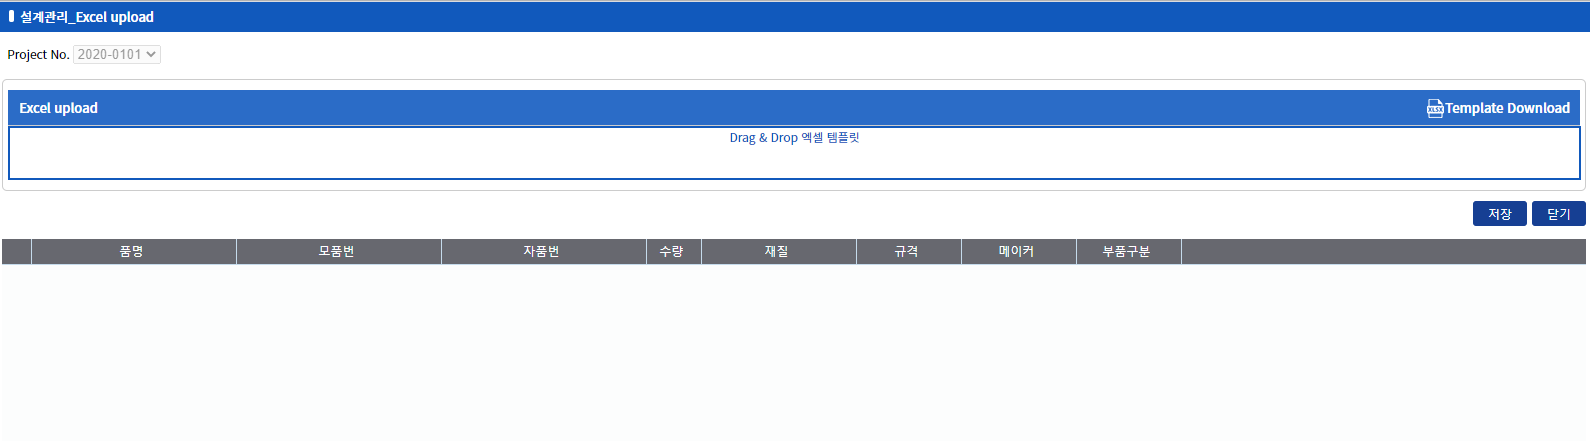 설계관리_Excel upload
Project No. 2020-0101
Excel upload XLSX Template Download
Drag & Drop 엑셀 템플릿
저장 닫기
품명 모품번 자품번 수량 재질 규격 메이커 부품구분